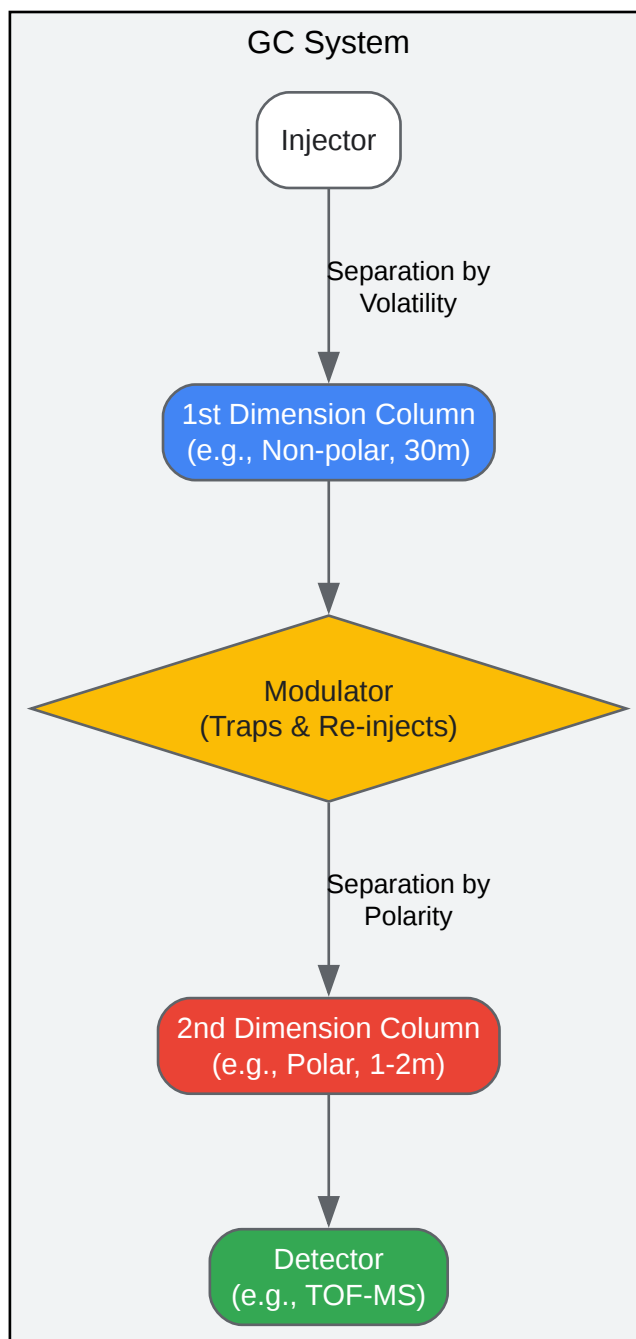 GC System
Injector
Separation by
Volatility
1st Dimension Column
(e.g., Non-polar, 30m)
Modulator
(Traps & Re-injects)
Separation by
Polarity
2nd Dimension Column
(e.g., Polar, 1-2m)
Detector
(e.g., TOF-MS)